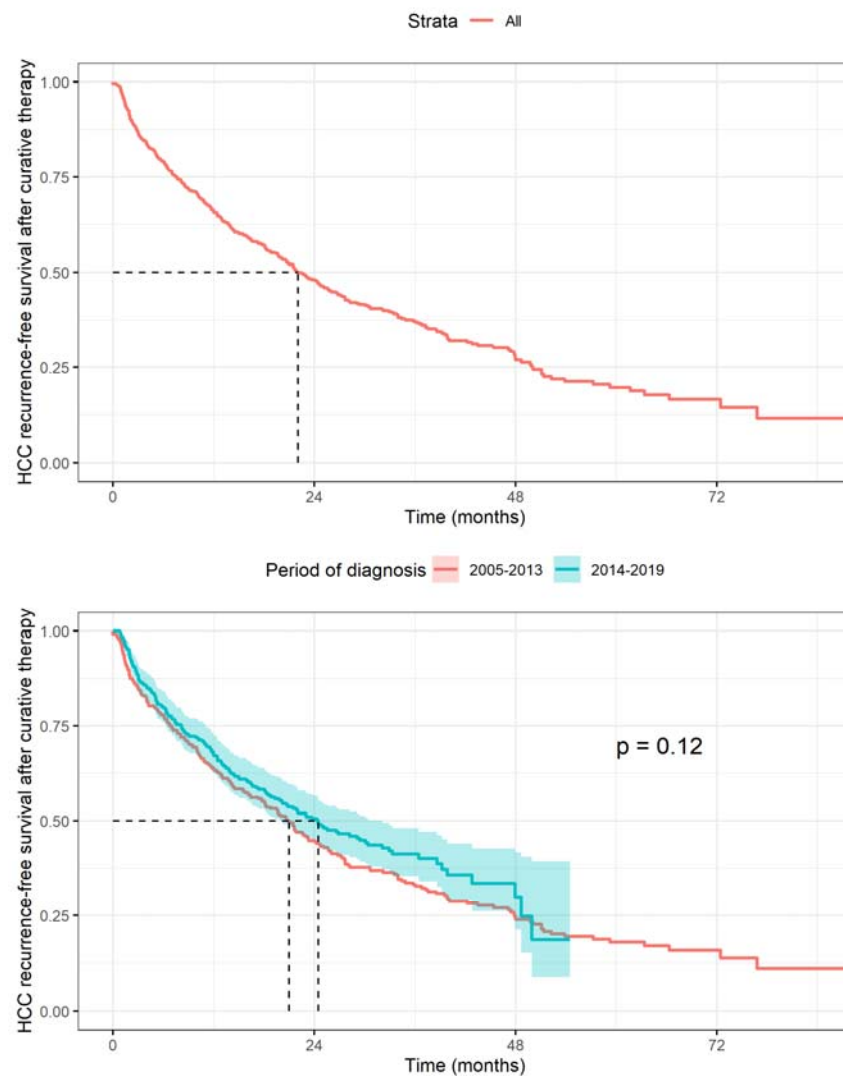 Strata All
HCC recurrence-free survival after curative therapy
1.00
0.75
0.50
0.25
0.00
0 24 48 72
Time (months)
Period of diagnosis 2005-2013 2014-2019
HCC recurrence-free survival after curative therapy
1.00
0.75
0.50
0.25
0.00
p = 0.12
0 24 48 72
Time (months)